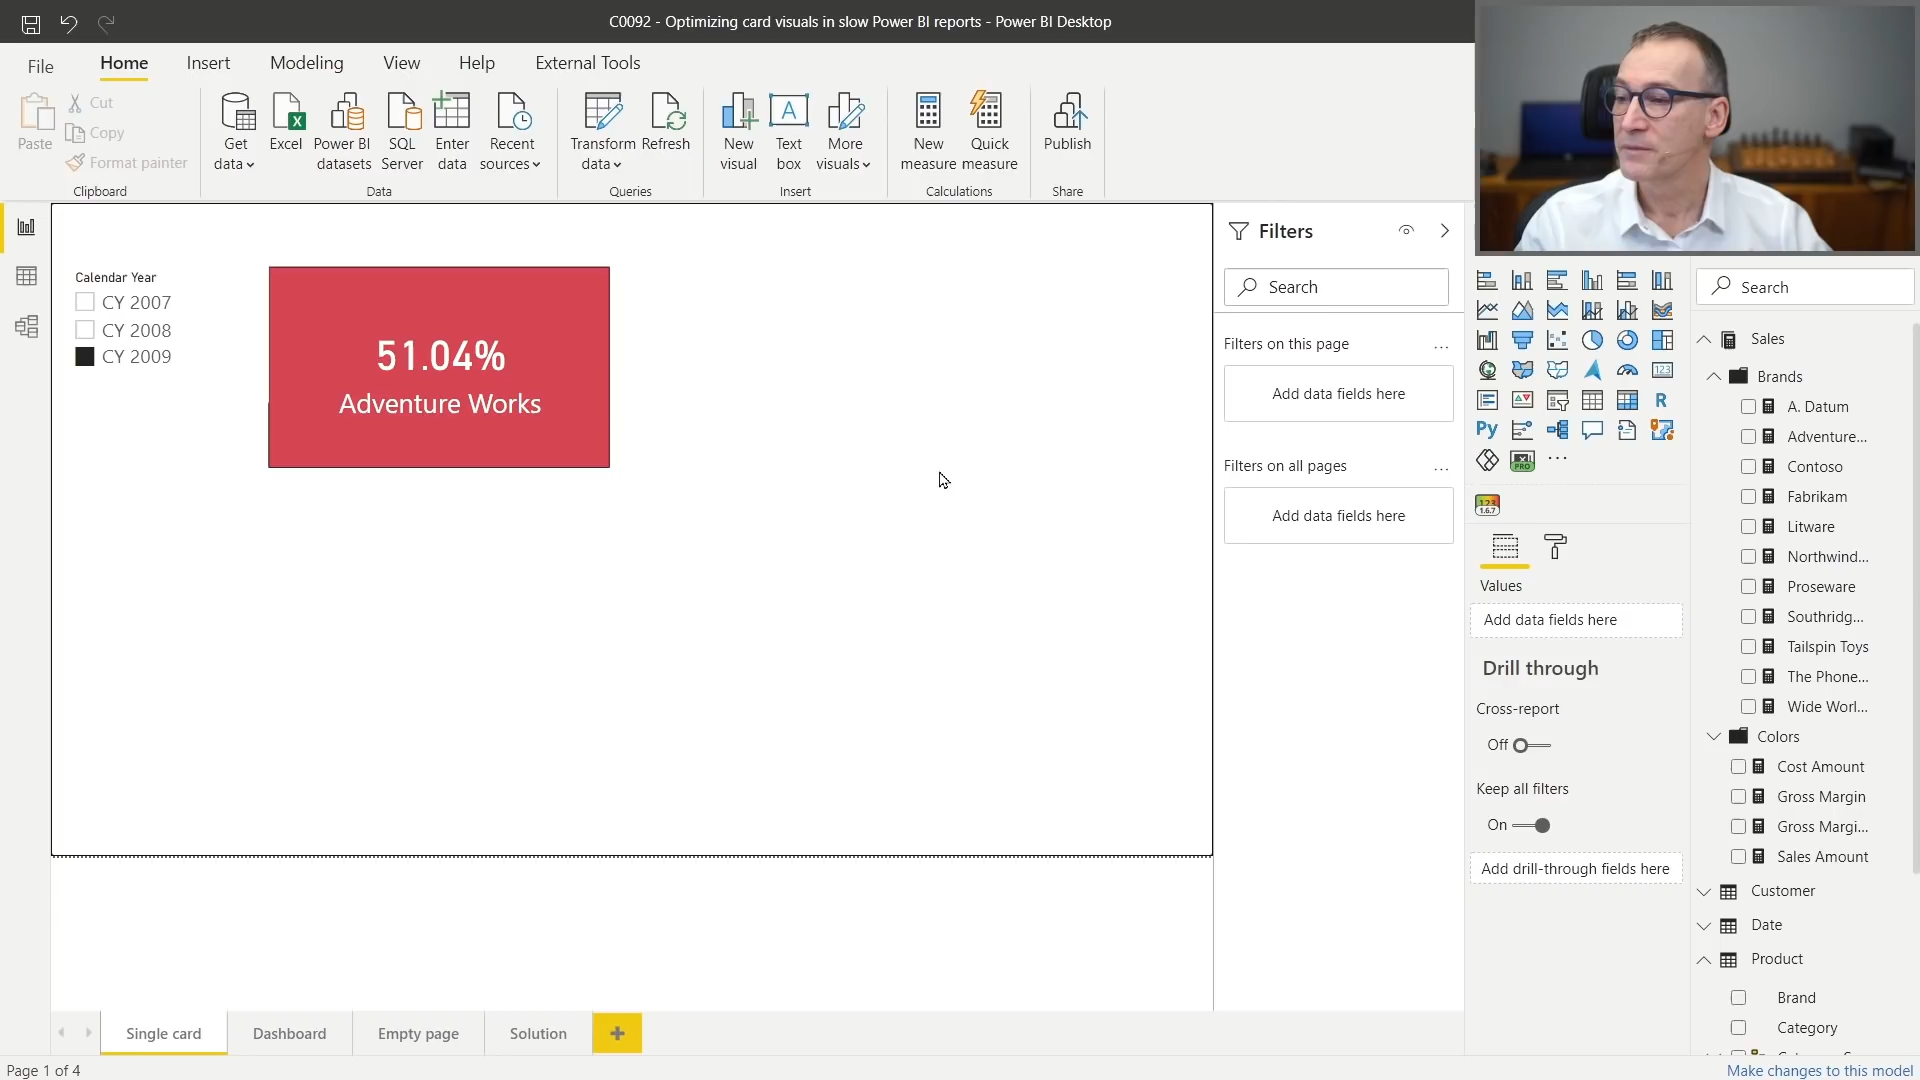 C0092 - Optimizing card visuals in slow Power BI reports - Power BI Desktop
File
Home
Insert
Modeling
View
Help
External Tools
Paste
Cut
Copy
Format painter
Clipboard
Get data
Excel
Power BI datasets
SQL Server
Enter data
Recent sources
Data
Transform data
Refresh
Queries
New visual
Text box
More visuals
Insert
New measure
Quick measure
Calculations
Publish
Share
Calendar Year
CY 2007
CY 2008
CY 2009
51.04%
Adventure Works
Filters
Search
Filters on this page
...
Add data fields here
Filters on all pages
...
Add data fields here
123
R
Py
PRO
...
123
1.6.7
Values
Add data fields here
Drill through
Cross-report
Off
Keep all filters
On
Add drill-through fields here
Search
Sales
Brands
A. Datum
Adventure...
Contoso
Fabrikam
Litware
Northwind...
Proseware
Southridg...
Tailspin Toys
The Phone...
Wide Worl...
Colors
Cost Amount
Gross Margin
Gross Margi...
Sales Amount
Customer
Date
Product
Brand
Category
Single card
Dashboard
Empty page
Solution
+
Page 1 of 4
Make changes to this model